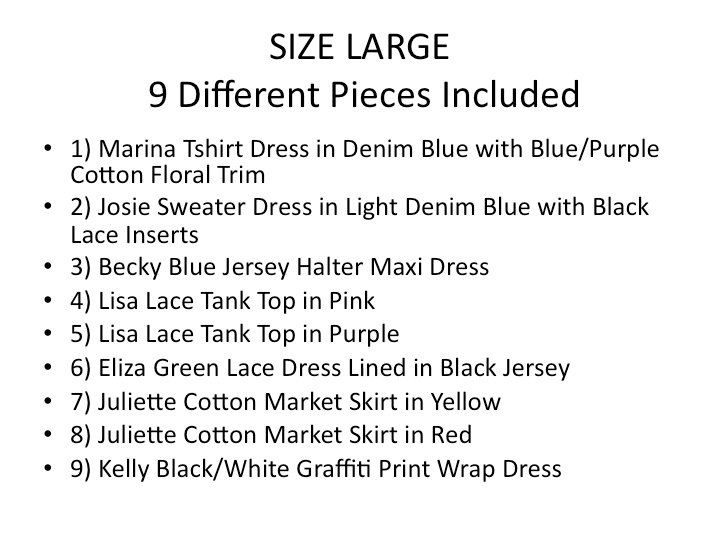 SIZE LARGE
9 Different Pieces Included
• 1) Marina Tshirt Dress in Denim Blue with Blue/Purple
Cotton Floral Trim
• 2) Josie Sweater Dress in Light Denim Blue with Black
Lace Inserts
• 3) Becky Blue Jersey Halter Maxi Dress
• 4) Lisa Lace Tank Top in Pink
• 5) Lisa Lace Tank Top in Purple
• 6) Eliza Green Lace Dress Lined in Black Jersey
• 7) Juliette Cotton Market Skirt in Yellow
• 8) Juliette Cotton Market Skirt in Red
• 9) Kelly Black/White Graffiti Print Wrap Dress